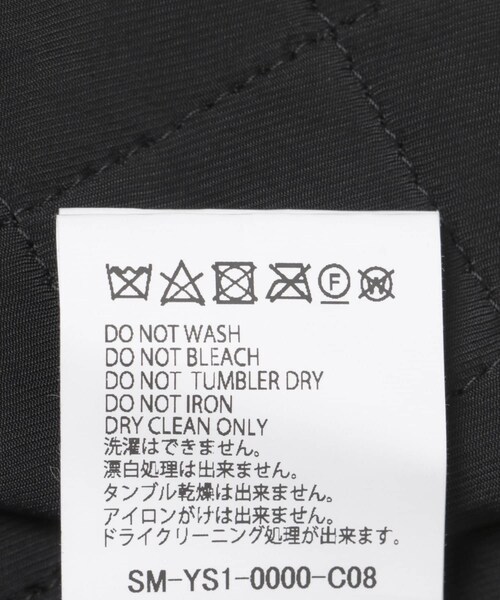 F W
DO NOT WASH
DO NOT BLEACH
DO NOT TUMBLER DRY
DO NOT IRON
DRY CLEAN ONLY
洗濯はできません。
漂白処理は出来ません。
タンブル乾燥は出来ません。
アイロンがけは出来ません。
ドライクリーニング処理が出来ます。
SM-YS1-0000-C08